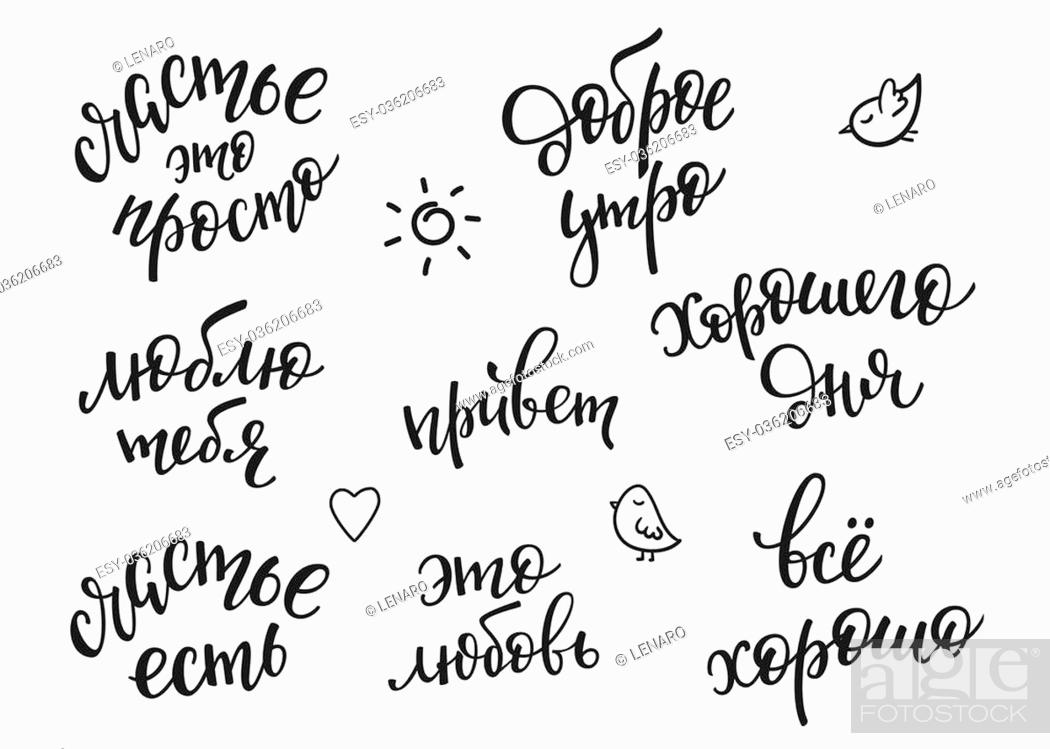 счастье
это
просто
доброе
утро
хорошего
дня
люблю
тебя
привет
счастье
есть
это
любовь
всё
хорошо
© LENARO
ESY-036206683
ESY-036206683
© LENARO
036206683
ESY-036206683
www.agefotostock.com
ESY-036206683
www.agefotost
ESY-036206683
© LENARO
© LENARO
age
FOTOSTOCK